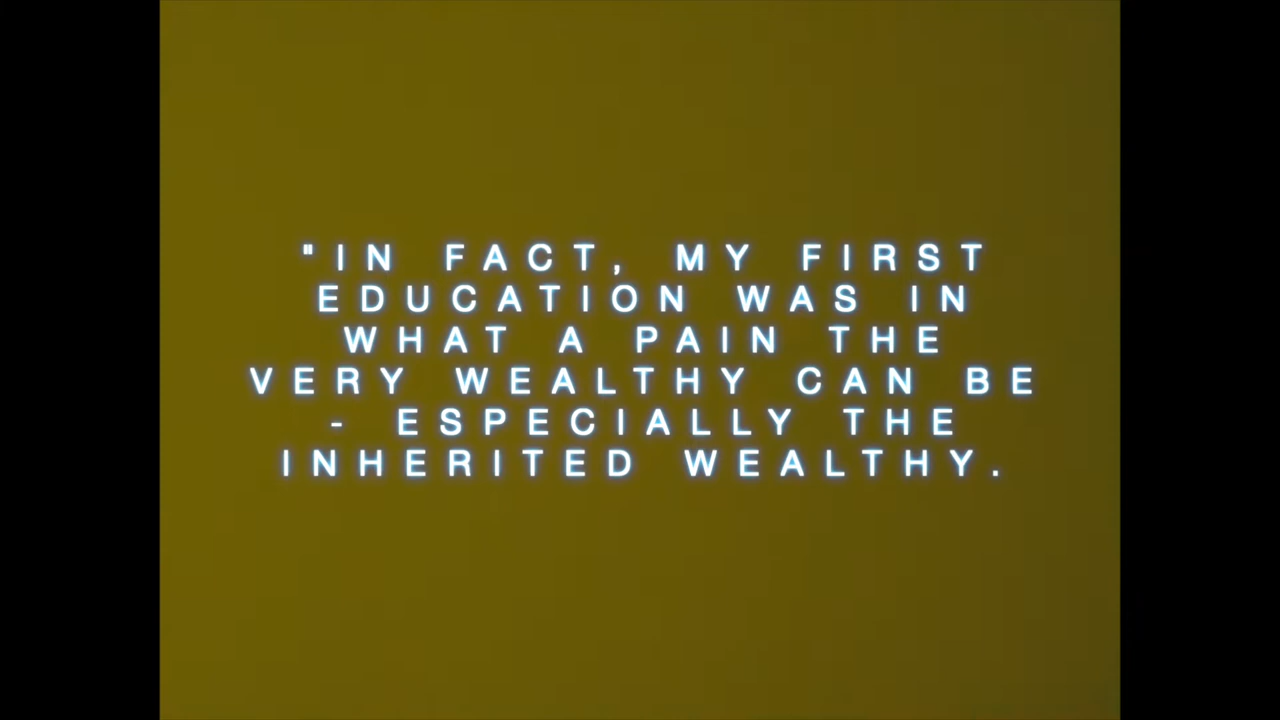 "IN FACT, MY FIRST
EDUCATION WAS IN
WHAT A PAIN THE
VERY WEALTHY CAN BE
- ESPECIALLY THE
INHERITED WEALTHY.